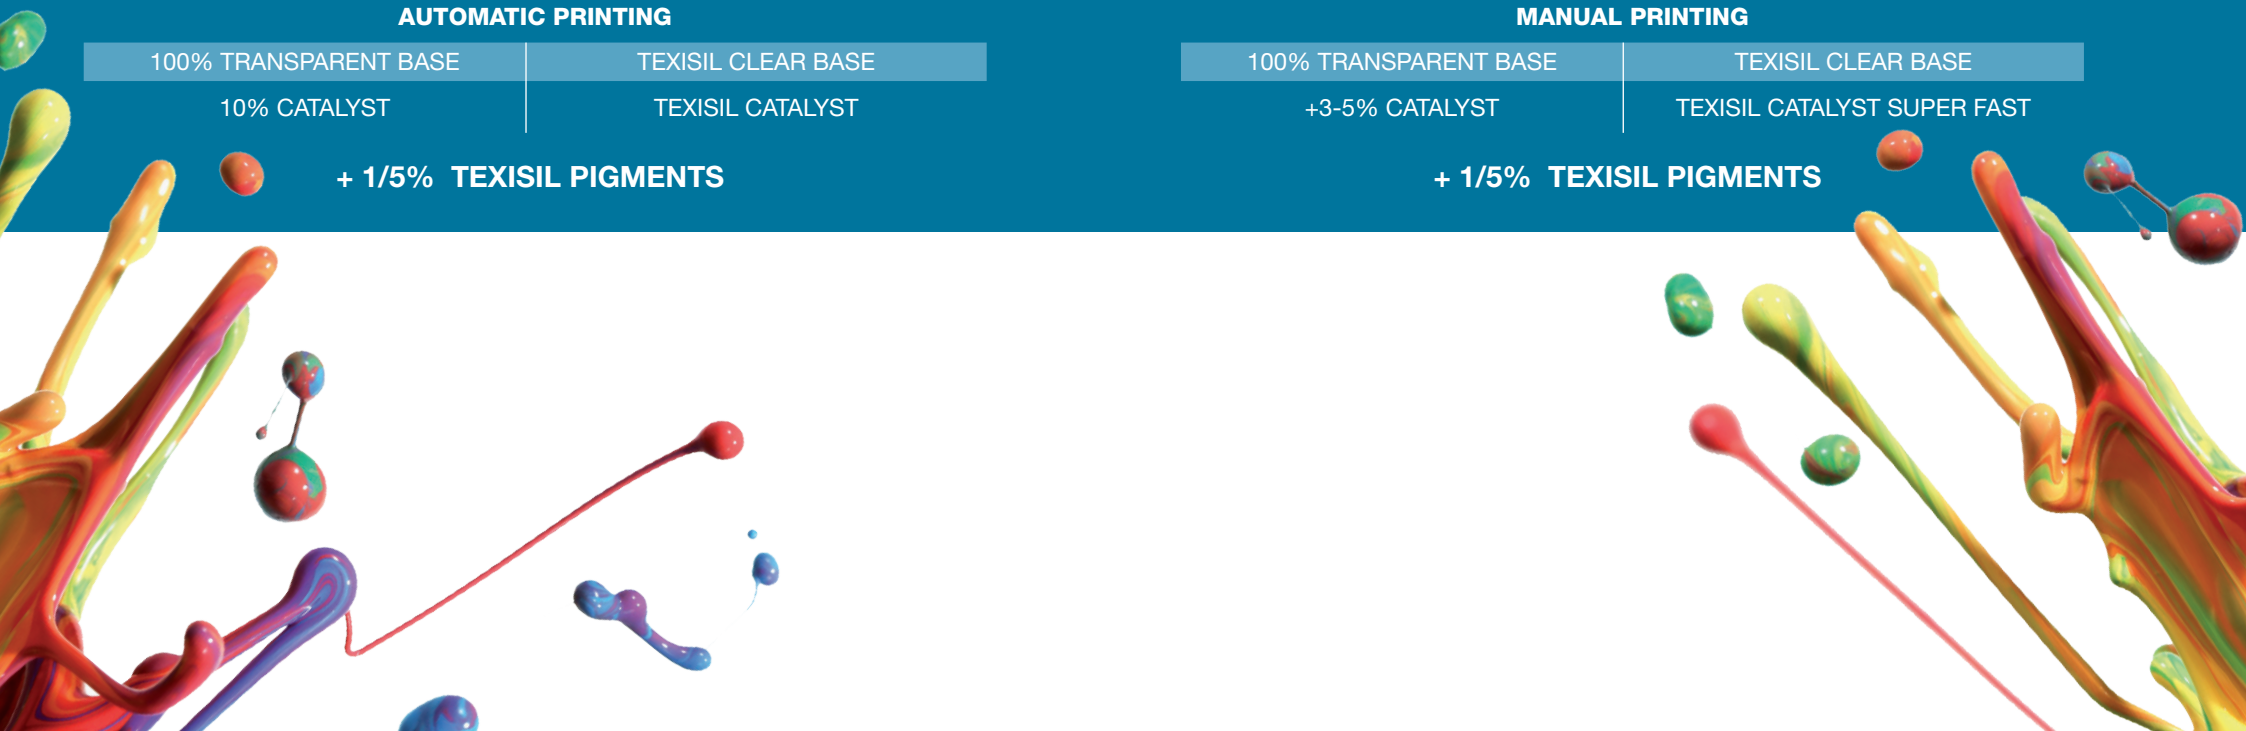 AUTOMATIC PRINTING
100% TRANSPARENT BASE TEXISIL CLEAR BASE
10% CATALYST TEXISIL CATALYST
+ 1/5% TEXISIL PIGMENTS
MANUAL PRINTING
100% TRANSPARENT BASE TEXISIL CLEAR BASE
+3-5% CATALYST TEXISIL CATALYST SUPER FAST
+ 1/5% TEXISIL PIGMENTS